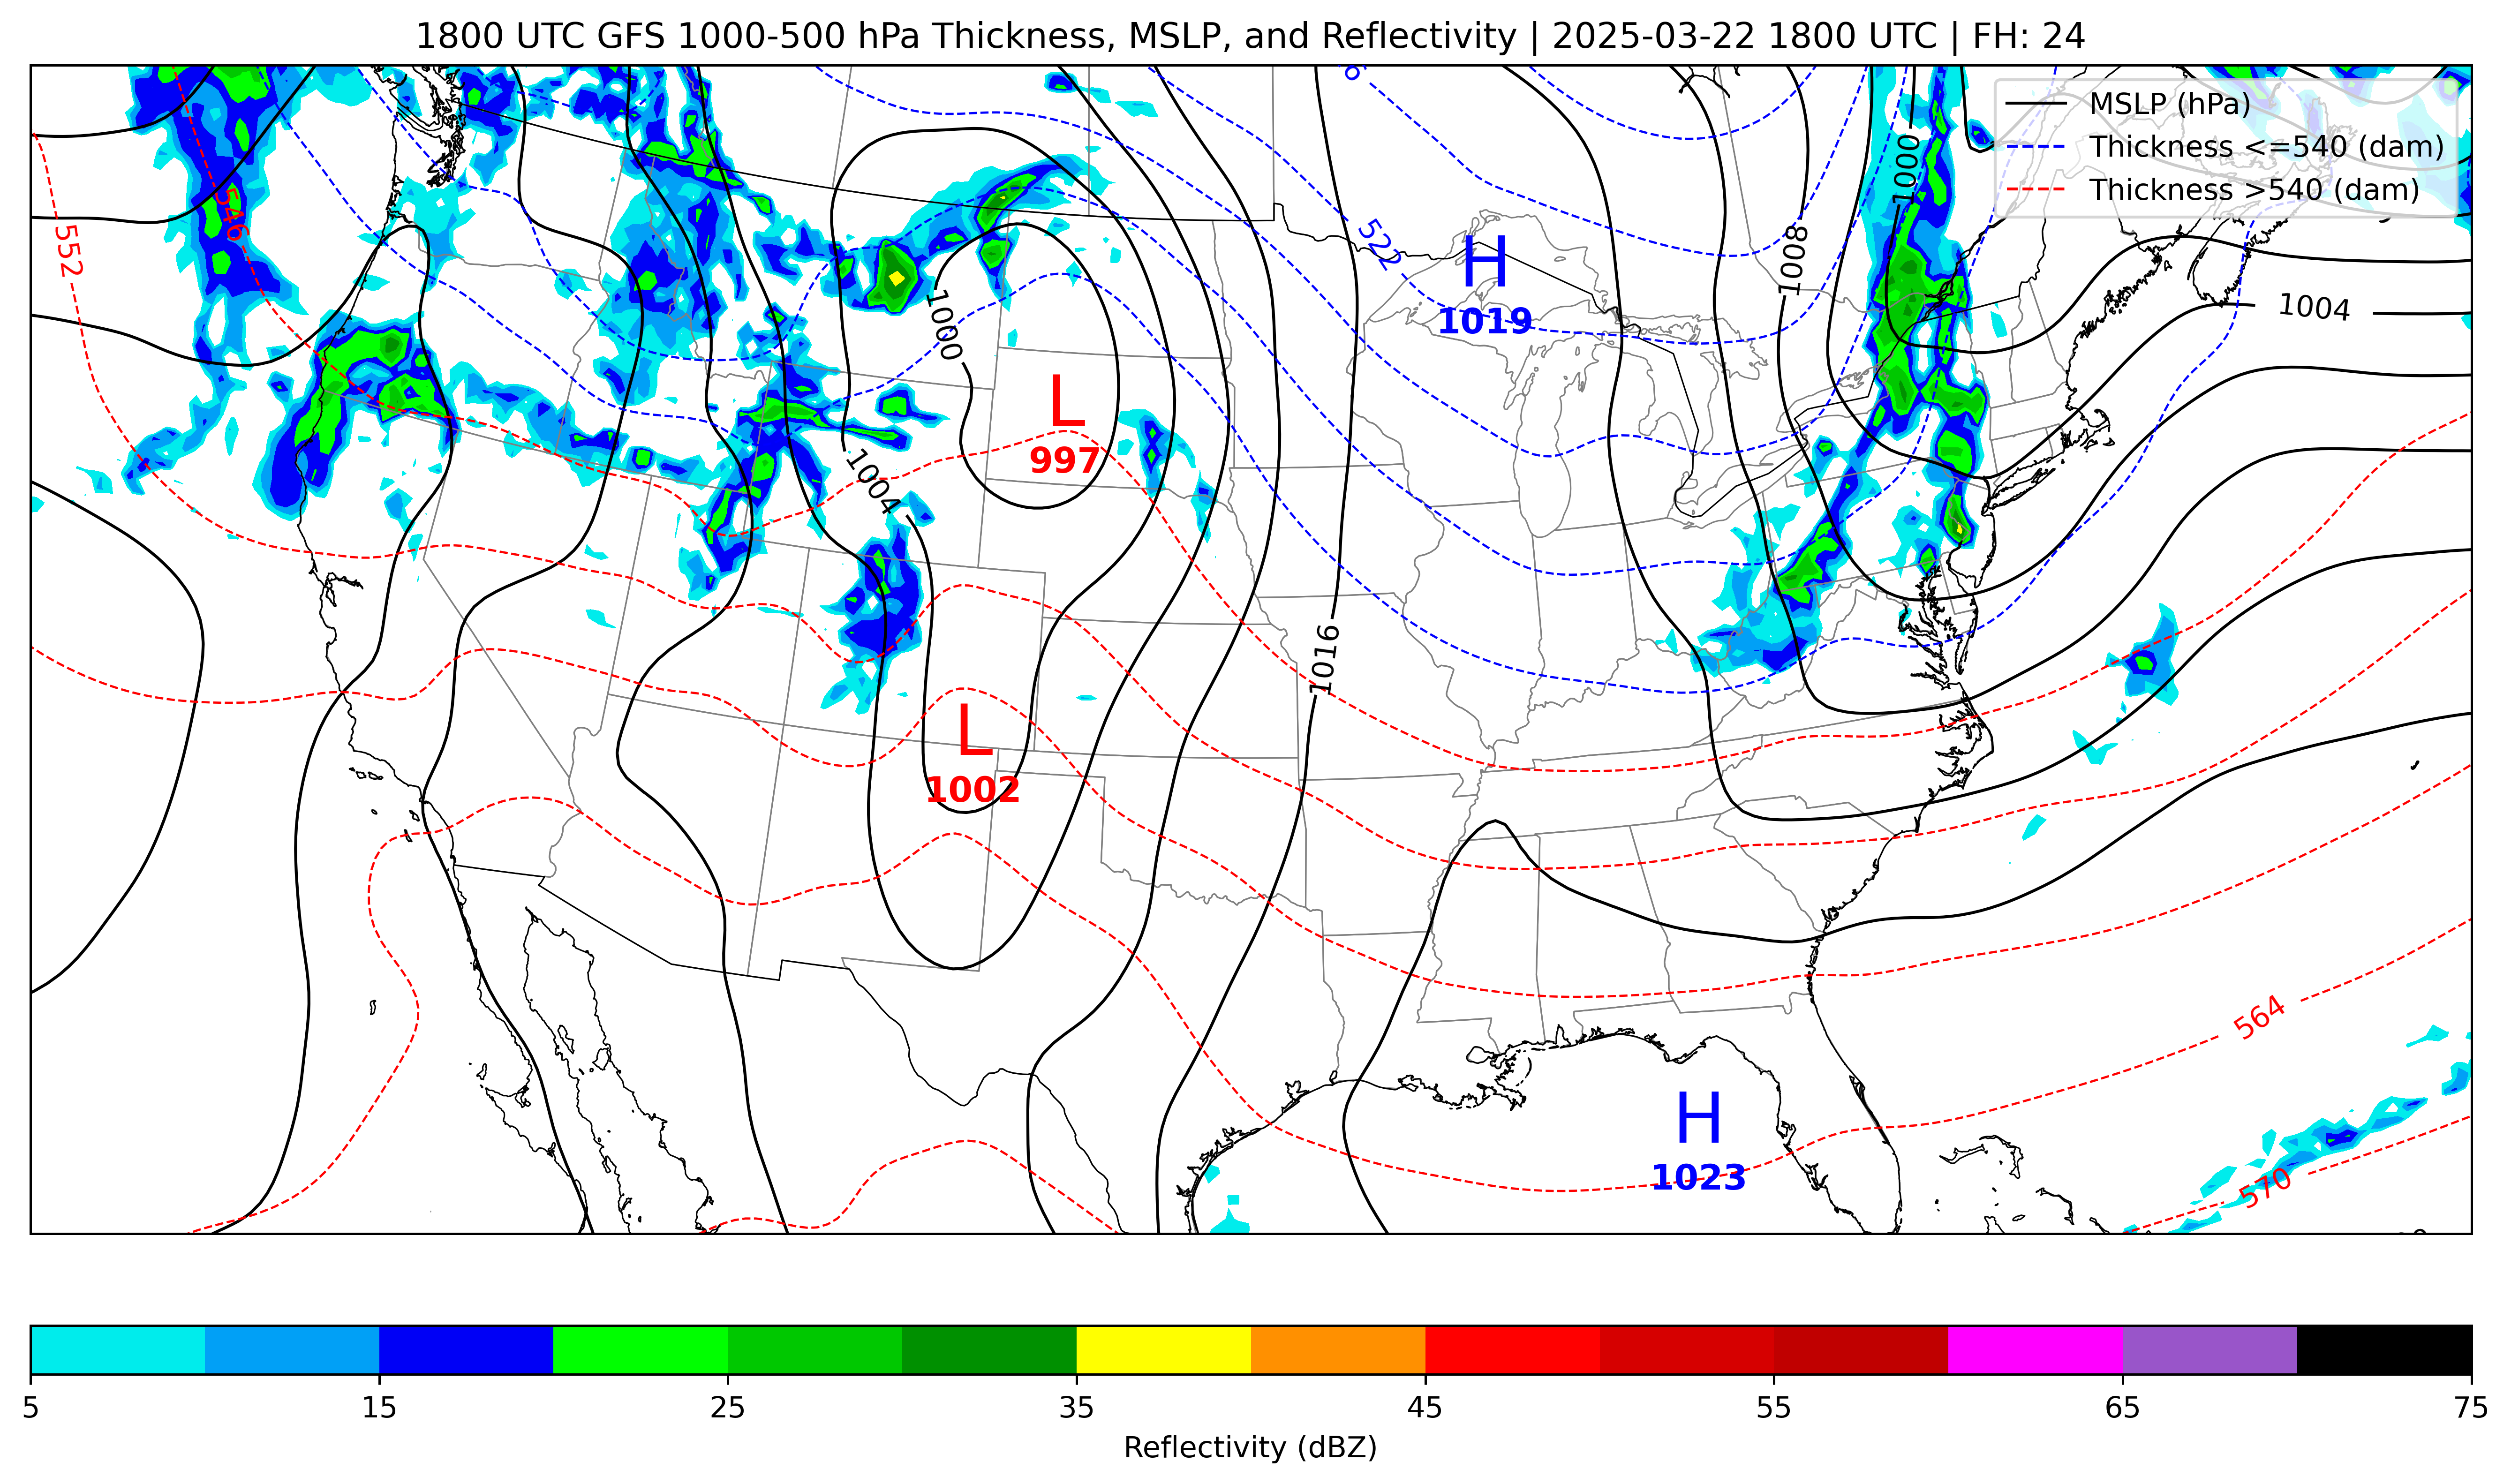 1800 UTC GFS 1000-500 hPa Thickness, MSLP, and Reflectivity | 2025-03-22 1800 UTC | FH: 24
MSLP (hPa)
Thickness <=540 (dam)
Thickness >540 (dam)
1000
546
552
522
H
1019
1008
1004
1000
L
997
1004
1016
L
1002
564
H
1023
570
5 15 25 35 45 55 65 75
Reflectivity (dBZ)